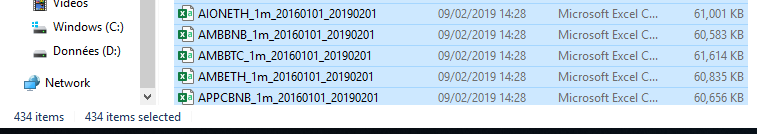 Vidéos
Windows (C:)
Données (D:)
Network
AIONETH_1m_20160101_20190201 09/02/2019 14:28 Microsoft Excel C... 61,001 KB
AMBBNB_1m_20160101_20190201 09/02/2019 14:28 Microsoft Excel C... 60,583 KB
AMBBTC_1m_20160101_20190201 09/02/2019 14:28 Microsoft Excel C... 61,614 KB
AMBETH_1m_20160101_20190201 09/02/2019 14:28 Microsoft Excel C... 60,835 KB
APPCBNB_1m_20160101_20190201 09/02/2019 14:28 Microsoft Excel C... 60,656 KB
434 items 434 items selected